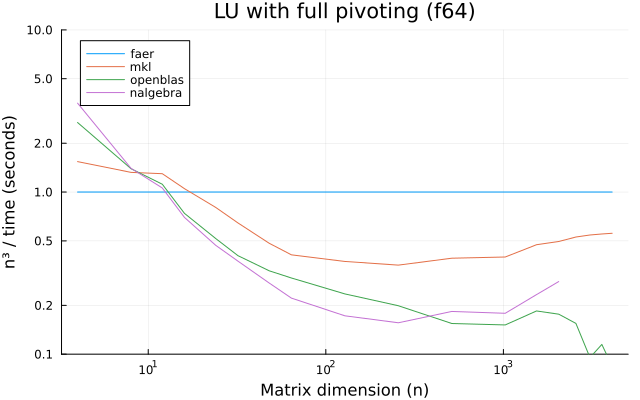 LU with full pivoting (f64)
n³ / time (seconds)
10.0
5.0
2.0
1.0
0.5
0.2
0.1
faer
mkl
openblas
nalgebra
10¹
10²
10³
Matrix dimension (n)